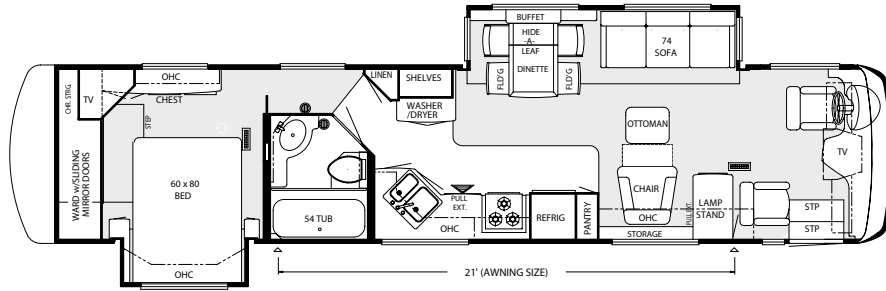 BUFFET
HIDE
-A-
LEAF
DINETTE
FLD'G
FLD'G
74
SOFA
LINEN
SHELVES
WASHER
/DRYER
OHC
CHEST
CHR. STRG.
TV
STEP
WARD w/SLIDING
MIRROR DOORS
60 x 80
BED
OHC
54 TUB
PULL
EXT.
OHC
REFRIG
PANTRY
OTTOMAN
CHAIR
OHC
STORAGE
PULL EXT.
LAMP
STAND
TV
STP
STP
21' (AWNING SIZE)